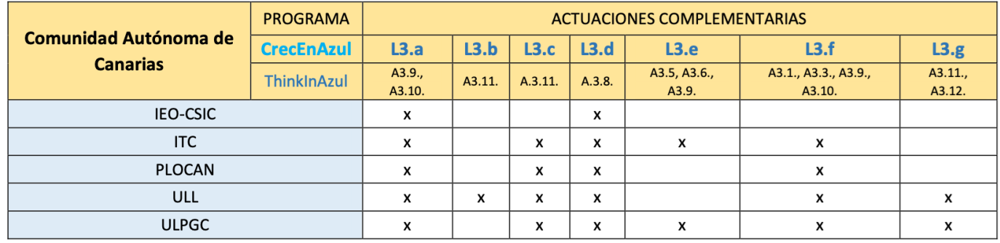 Comunidad Autónoma de
Canarias
PROGRAMA
ACTUACIONES COMPLEMENTARIAS
CrecEnAzul L3.a L3.b L3.c L3.d L3.e L3.f L3.g
ThinkInAzul A3.9., A3.11. A.3.11. A.3.8. A3.5, A3.6., A3.1., A3.3., A3.9., A3.11.,
A3.10. A3.9. A3.10. A3.12.
IEO-CSIC x x
ITC x x x x x
PLOCAN x x x x
ULL x x x x x x
ULPGC x x x x x x